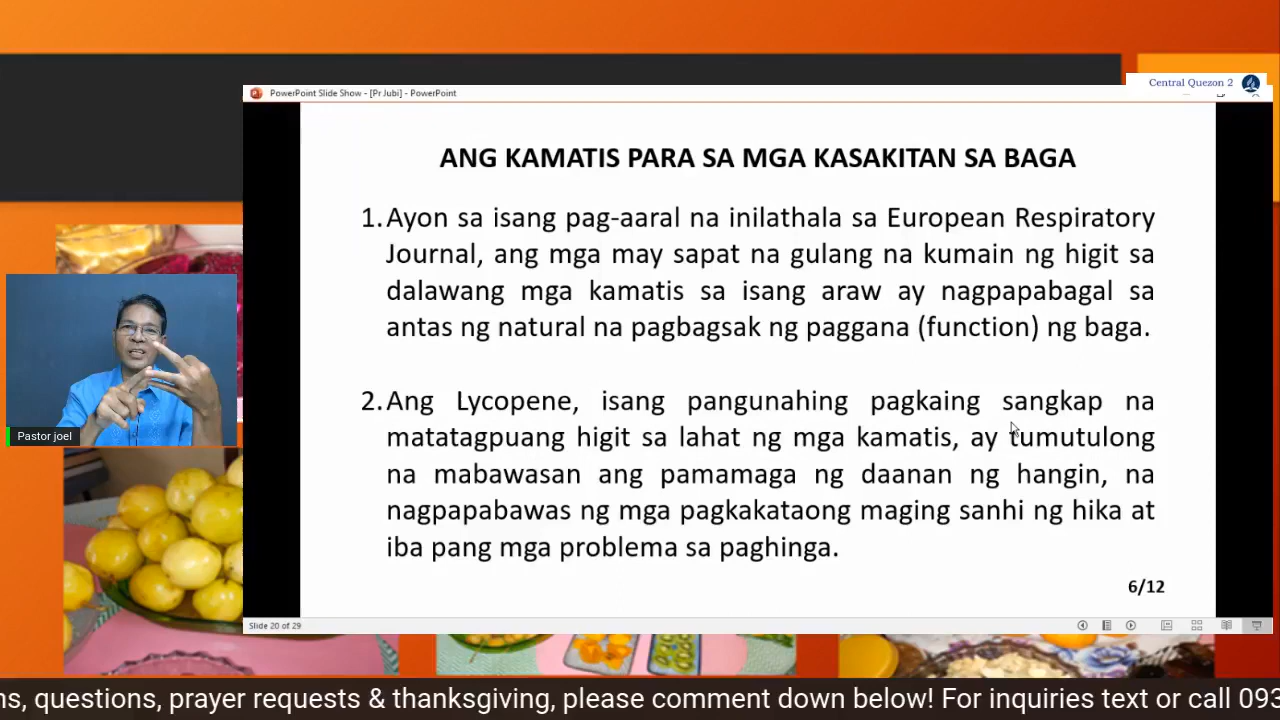 Central Quezon 2
PowerPoint Slide Show - [Pr Jubi] - PowerPoint
ANG KAMATIS PARA SA MGA KASAKITAN SA BAGA
1. Ayon sa isang pag-aaral na inilathala sa European Respiratory
Journal, ang mga may sapat na gulang na kumain ng higit sa
dalawang mga kamatis sa isang araw ay nagpapabagal sa
antas ng natural na pagbagsak ng paggana (function) ng baga.
2. Ang Lycopene, isang pangunahing pagkaing sangkap na
matatagpuang higit sa lahat ng mga kamatis, ay tumutulong
na mabawasan ang pamamaga ng daanan ng hangin, na
nagpapabawas ng mga pagkakataong maging sanhi ng hika at
iba pang mga problema sa paghinga.
6/12
Pastor joel
Slide 20 of 29
ns, questions, prayer requests & thanksgiving, please comment down below! For inquiries text or call 093